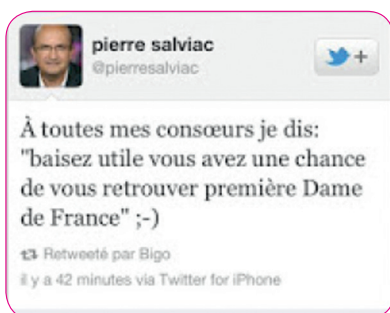 pierre salviac
@pierresalviac
+
À toutes mes consœurs je dis:
"baisez utile vous avez une chance
de vous retrouver première Dame
de France" ;-)
Retweeté par Bigo
il y a 42 minutes via Twitter for iPhone